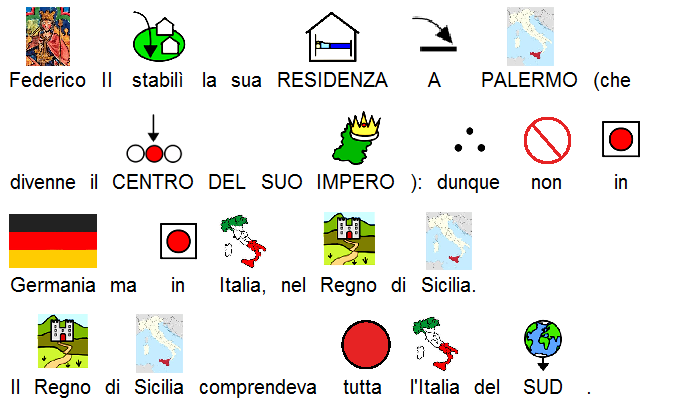 Federico II stabilì la sua RESIDENZA A PALERMO (che
divenne il CENTRO DEL SUO IMPERO ): dunque non in
Germania ma in Italia, nel Regno di Sicilia.
Il Regno di Sicilia comprendeva tutta l'Italia del SUD .